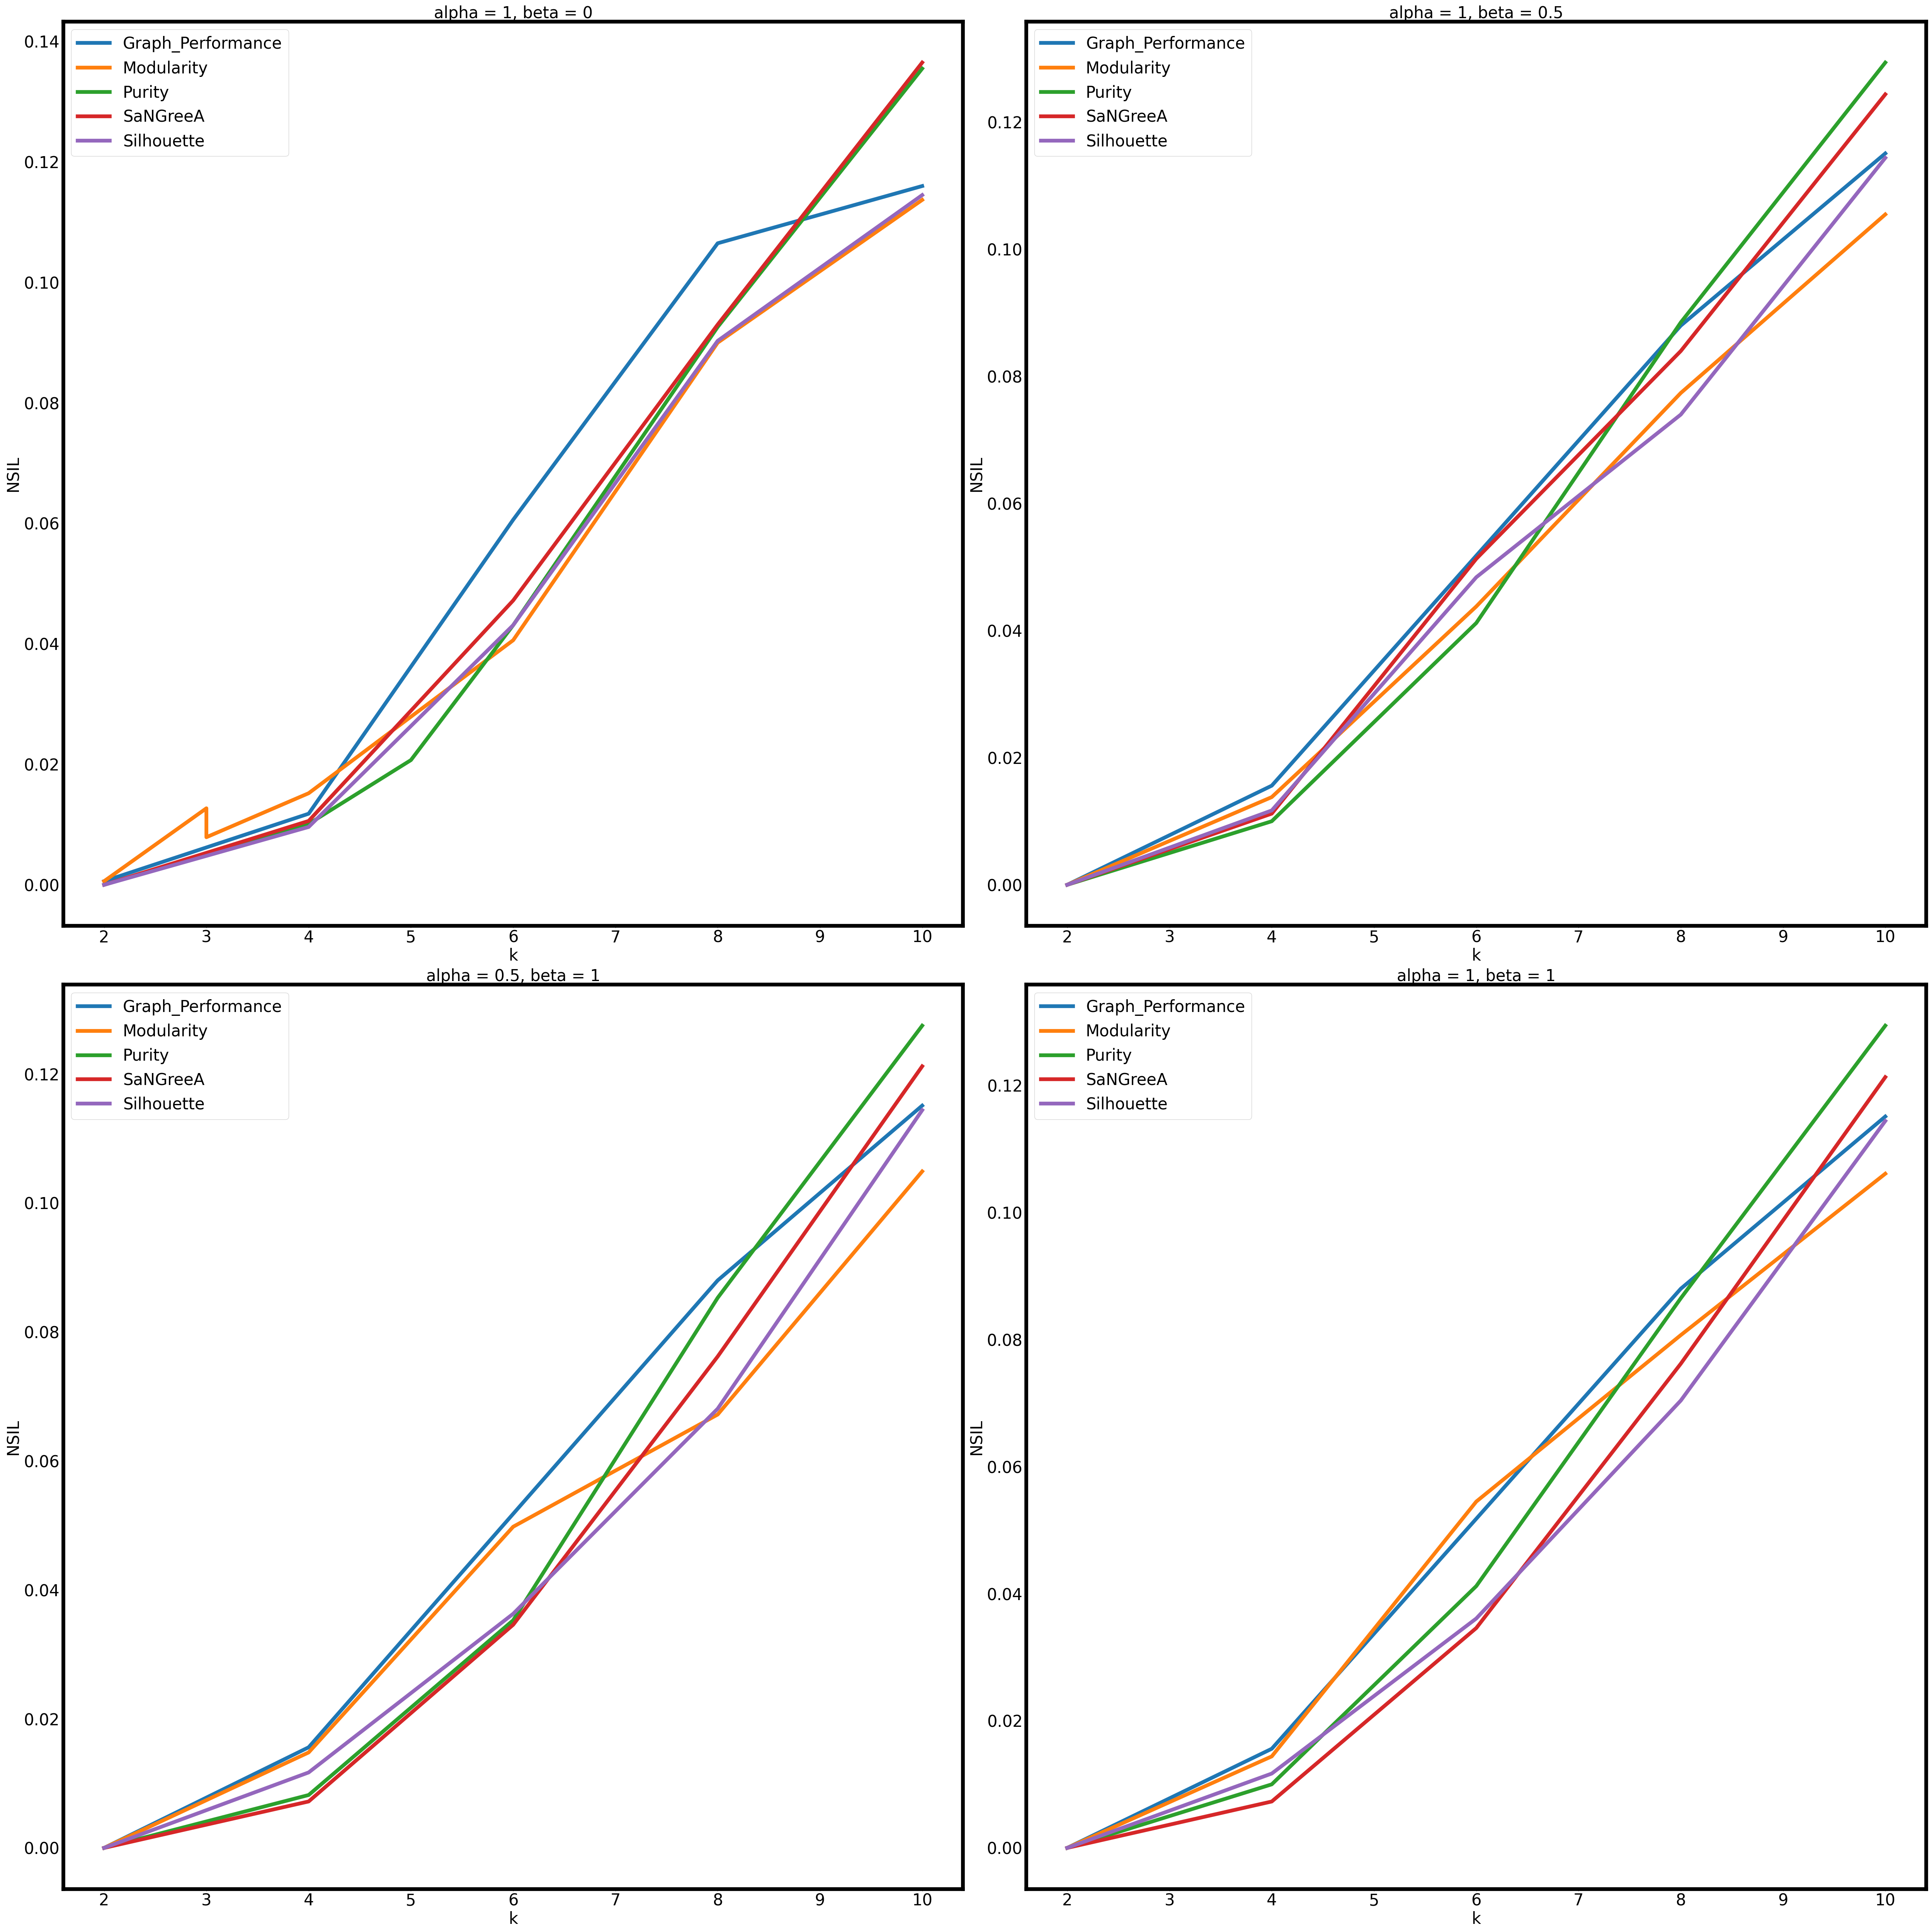 alpha = 1, beta = 0
Graph_Performance
Modularity
Purity
SaNGreeA
Silhouette
NSIL
0.14
0.12
0.10
0.08
0.06
0.04
0.02
0.00
2 3 4 5 6 7 8 9 10
k
alpha = 1, beta = 0.5
Graph_Performance
Modularity
Purity
SaNGreeA
Silhouette
NSIL
0.12
0.10
0.08
0.06
0.04
0.02
0.00
2 3 4 5 6 7 8 9 10
k
alpha = 0.5, beta = 1
Graph_Performance
Modularity
Purity
SaNGreeA
Silhouette
NSIL
0.12
0.10
0.08
0.06
0.04
0.02
0.00
2 3 4 5 6 7 8 9 10
k
alpha = 1, beta = 1
Graph_Performance
Modularity
Purity
SaNGreeA
Silhouette
NSIL
0.12
0.10
0.08
0.06
0.04
0.02
0.00
2 3 4 5 6 7 8 9 10
k